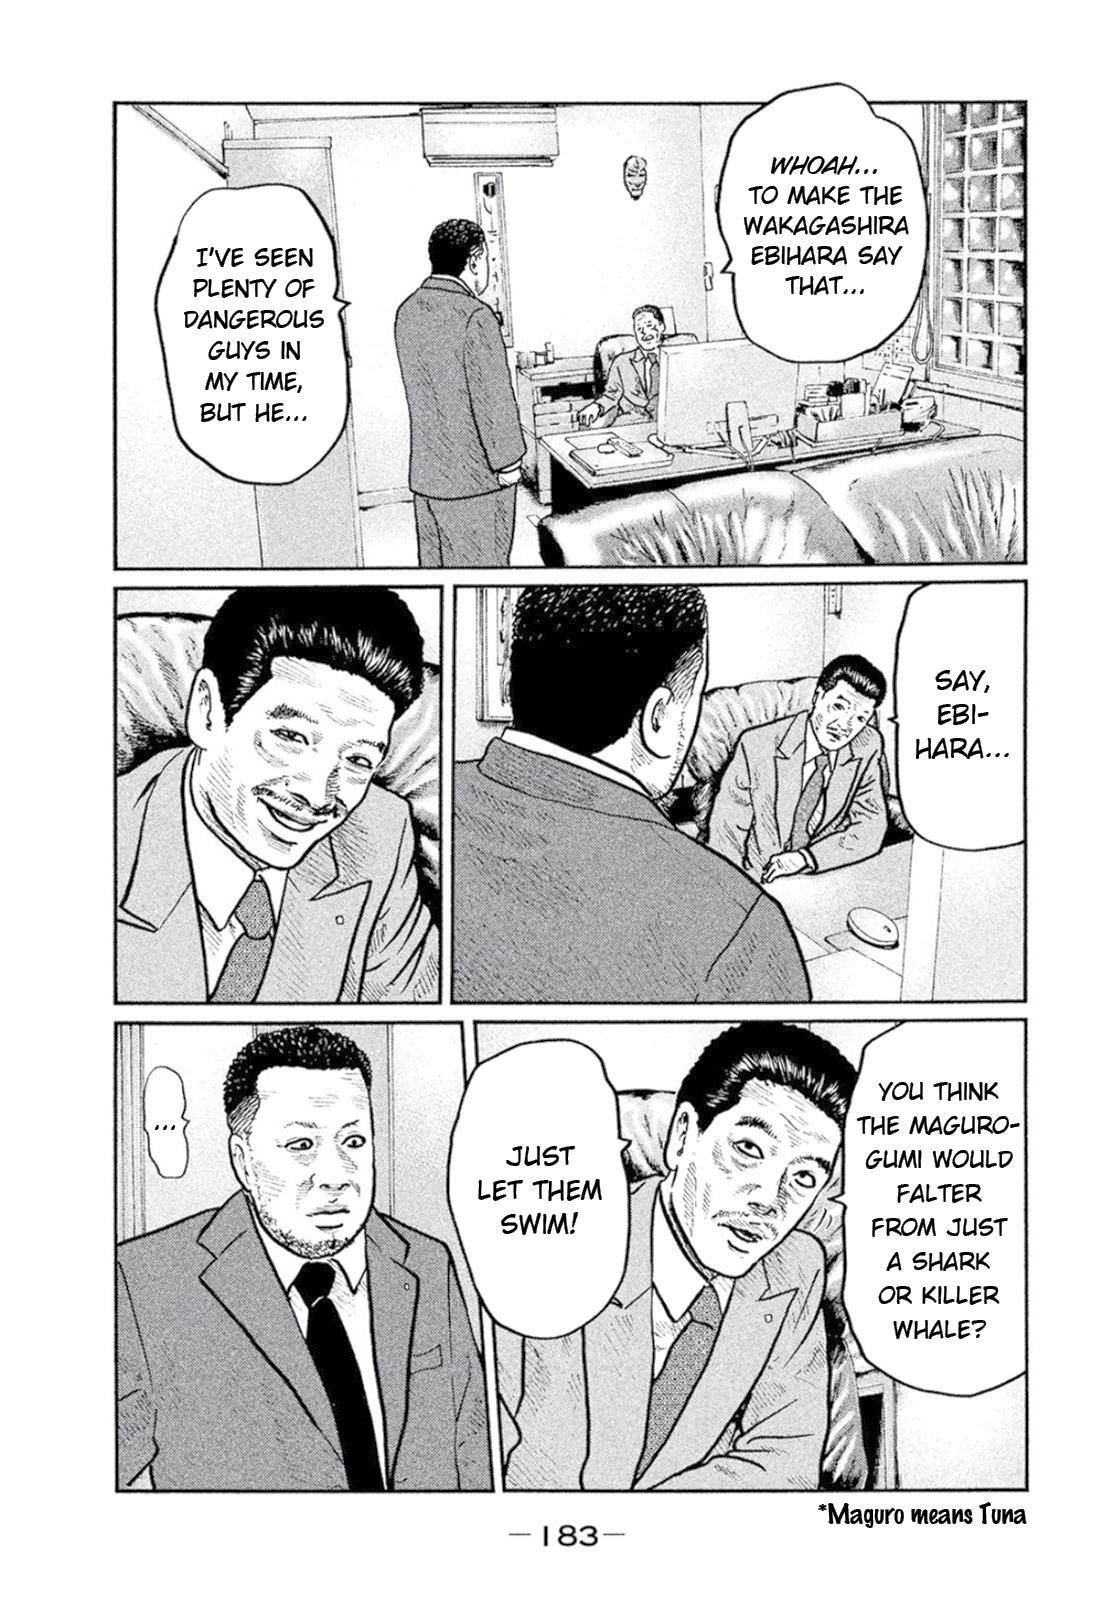 WHOAH...
TO MAKE THE
WAKAGASHIRA
EBIHARA SAY
THAT...
I'VE SEEN
PLENTY OF
DANGEROUS
GUYS IN
MY TIME,
BUT HE...
SAY,
EBI-
HARA...
YOU THINK
THE MAGURO-
GUMI WOULD
FALTER
FROM JUST
A SHARK
OR KILLER
WHALE?
JUST
LET THEM
SWIM!
...
*Maguro means Tuna
—183—